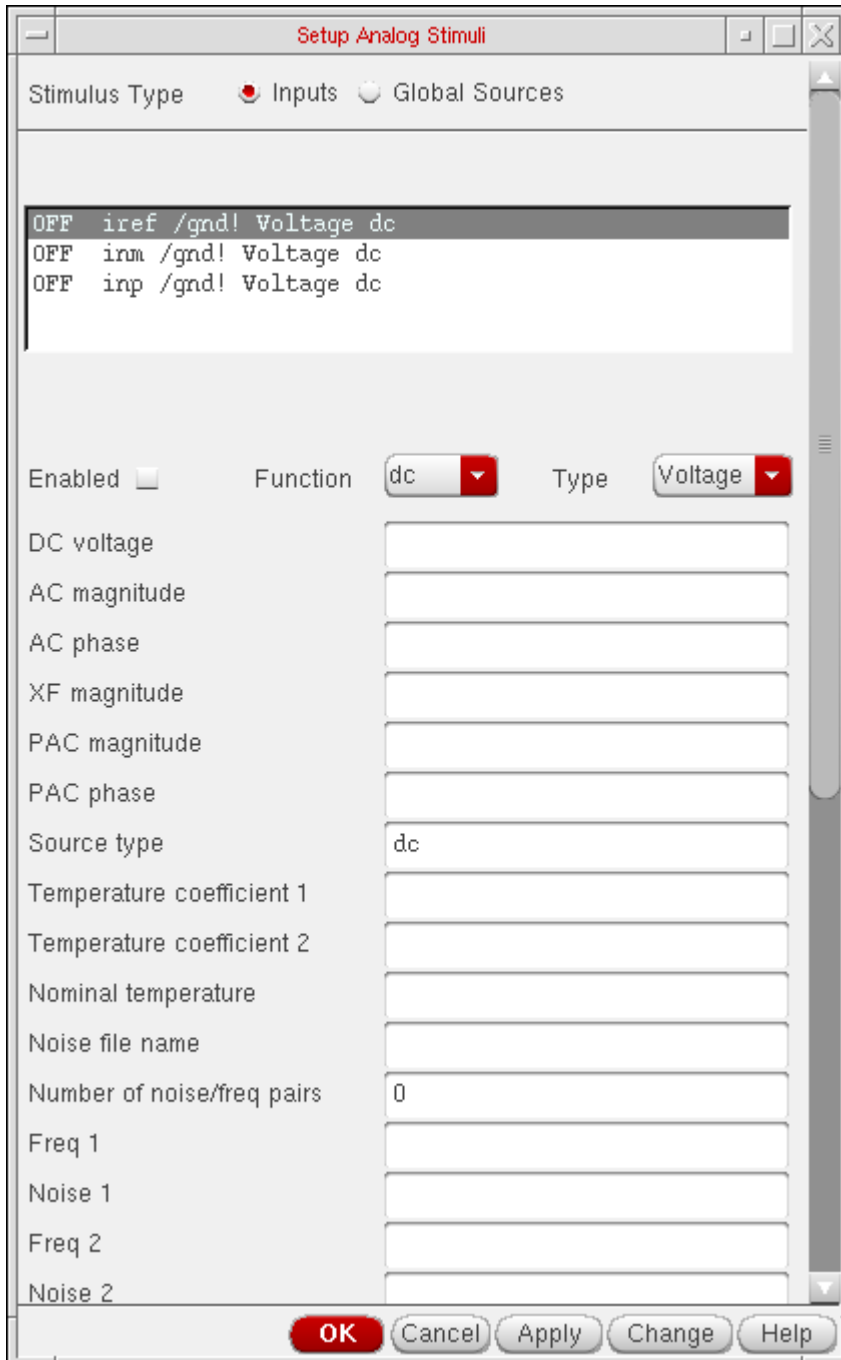 Setup Analog Stimuli
Stimulus Type Inputs Global Sources
OFF iref /gnd! Voltage dc
OFF inm /gnd! Voltage dc
OFF inp /gnd! Voltage dc
Enabled Function dc Type Voltage
DC voltage
AC magnitude
AC phase
XF magnitude
PAC magnitude
PAC phase
Source type dc
Temperature coefficient 1
Temperature coefficient 2
Nominal temperature
Noise file name
Number of noise/freq pairs 0
Freq 1
Noise 1
Freq 2
Noise 2
OK Cancel Apply Change Help